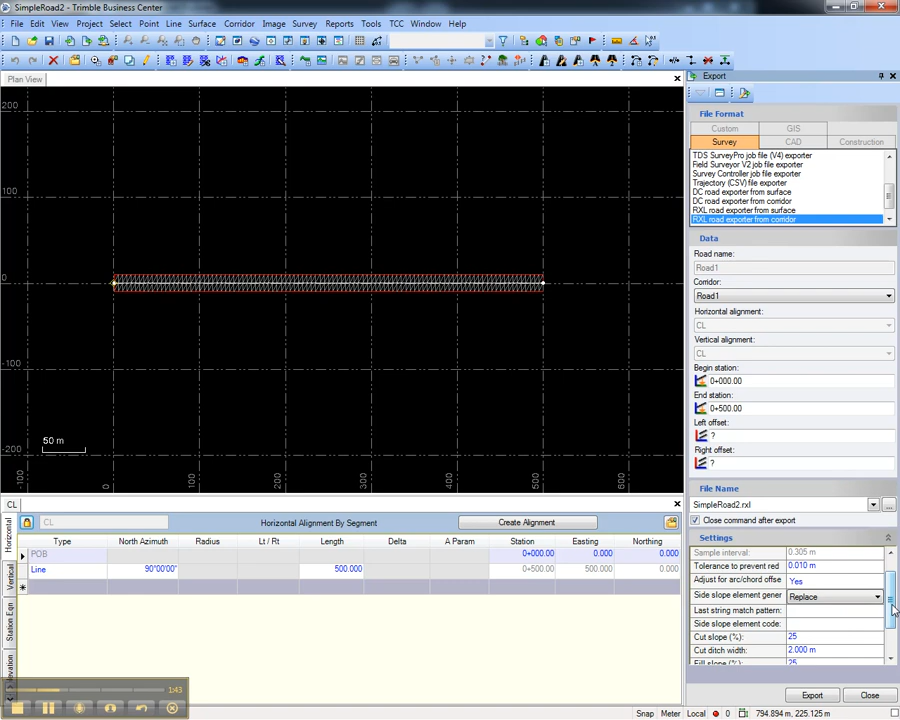 SimpleRoad2 - Trimble Business Center
File Edit View Project Select Point Line Surface Corridor Image Survey Reports Tools TCC Window Help
Plan View
200
100
0
-100
-200
50 m
-100 0 100 200 300 400 500 600
Export
File Format
Custom GIS
Survey CAD Construction
TDS SurveyPro job file (V4) exporter
Field Surveyor V2 job file exporter
Survey Controller job file exporter
Trajectory (CSV) file exporter
DC road exporter from surface
DC road exporter from corridor
RXL road exporter from surface
RXL road exporter from corridor
Data
Road name:
Road1
Corridor:
Road1
Horizontal alignment:
CL
Vertical alignment:
CL
Begin station:
0+000.00
End station:
0+500.00
Left offset:
?
Right offset:
?
File Name
SimpleRoad2.rxl
Close command after export
Settings
Sample interval: 0.305 m
Tolerance to prevent red 0.010 m
Adjust for arc/chord offse Yes
Side slope element gener Replace
Last string match pattern:
Side slope element code:
Cut slope (%): 25
Cut ditch width: 2.000 m
Fill slope (%): 25
Export Close
CL
CL Horizontal Alignment By Segment Create Alignment
Horizontal
Vertical
Station Eqn
Type North Azimuth Radius Lt / Rt Length Delta A Param Station Easting Northing
POB 0+000.00 0.000 0.000
Line 90°00'00" 500.000 0+500.00 500.000 0.000
1:43
Snap Meter Local 0 794.894 m, 225.125 m